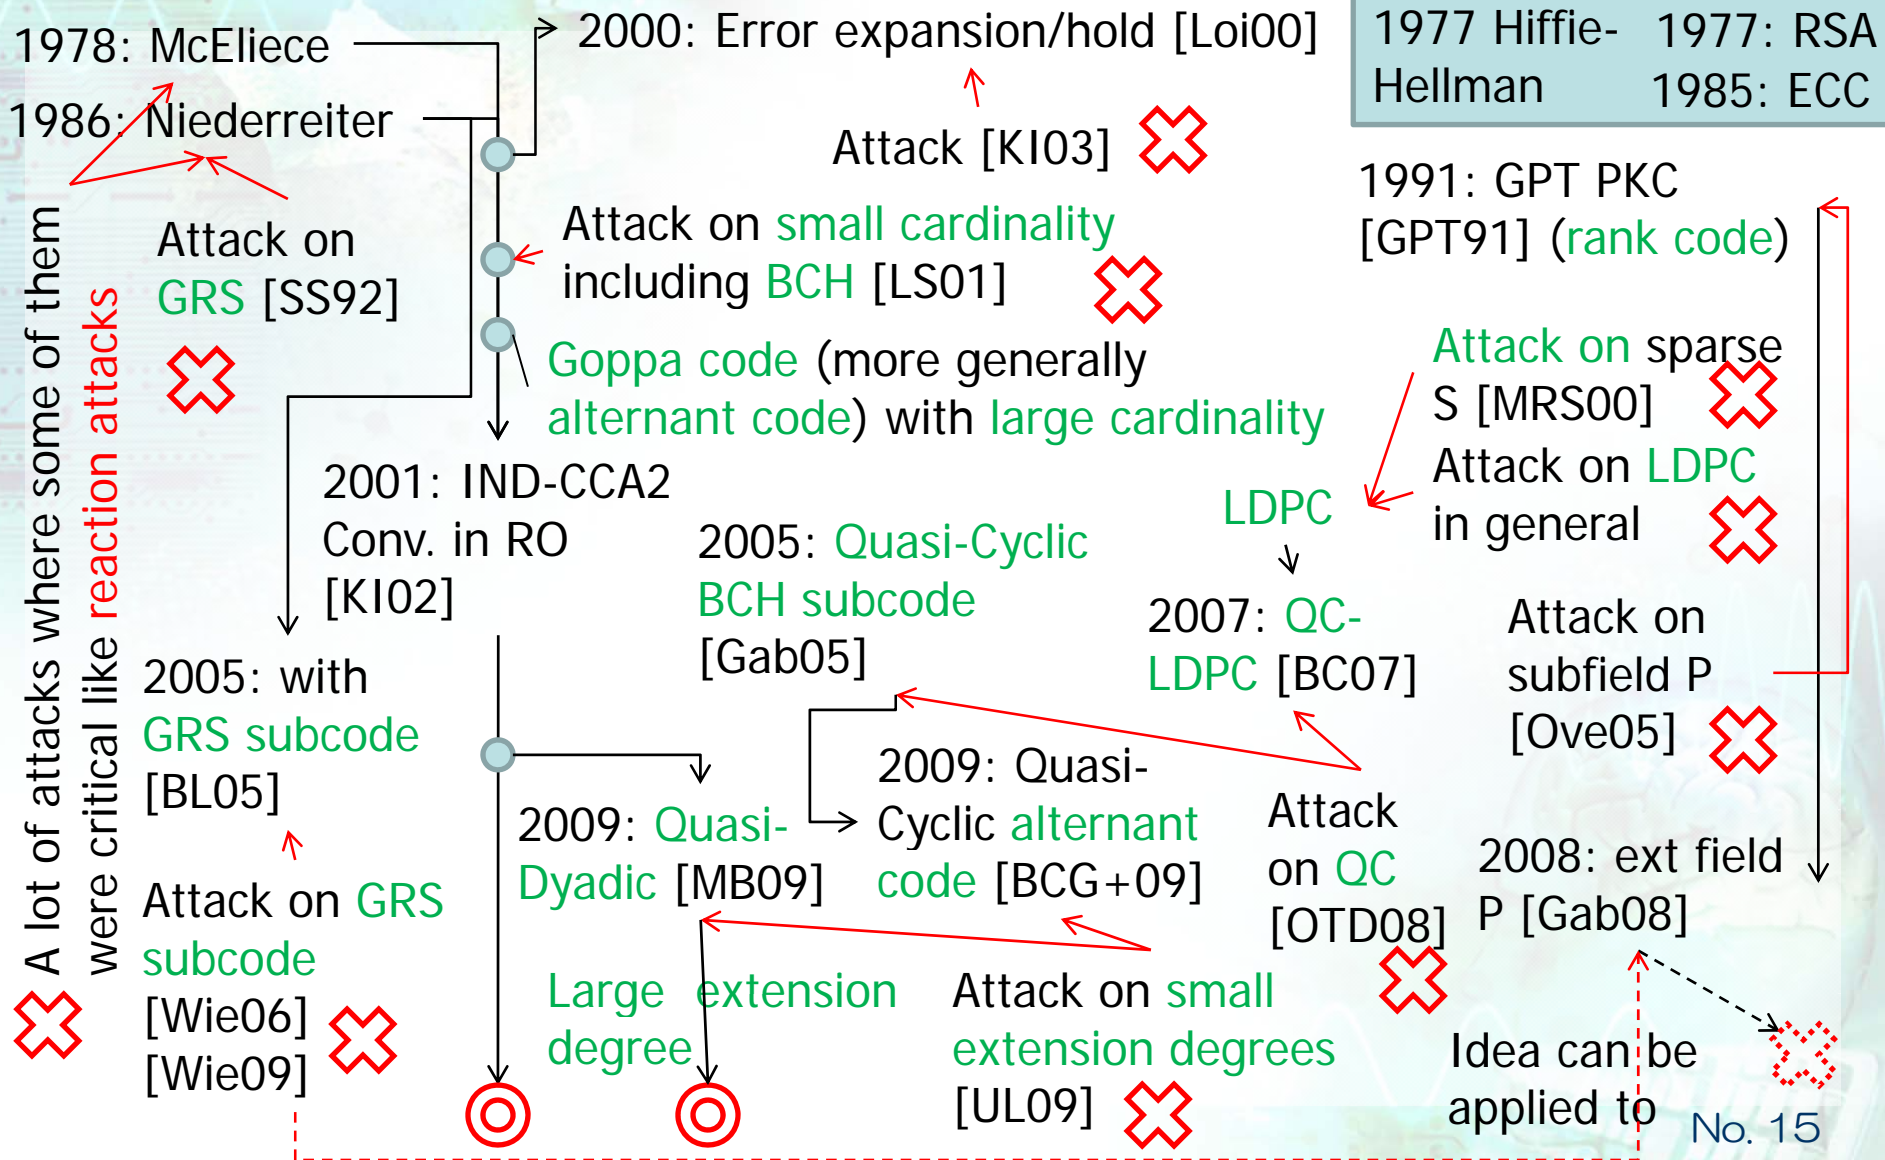 1978: McEliece
1986: Niederreiter
2000: Error expansion/hold [Loi00]
Attack [KI03]
1977 Hiffie-
Hellman
1977: RSA
1985: ECC
1991: GPT PKC
[GPT91] (rank code)
A lot of attacks where some of them
were critical like reaction attacks
Attack on
GRS [SS92]
Attack on small cardinality
including BCH [LS01]
Goppa code (more generally
alternant code) with large cardinality
Attack on sparse
S [MRS00]
Attack on LDPC
in general
2001: IND-CCA2
Conv. in RO
[KI02]
2005: Quasi-Cyclic
BCH subcode
[Gab05]
LDPC
2007: QC-
LDPC [BC07]
Attack on
subfield P
[Ove05]
2005: with
GRS subcode
[BL05]
2009: Quasi-
Dyadic [MB09]
2009: Quasi-
Cyclic alternant
code [BCG+09]
Attack
on QC
[OTD08]
2008: ext field
P [Gab08]
Attack on GRS
subcode
[Wie06]
[Wie09]
Large extension
degree
Attack on small
extension degrees
[UL09]
Idea can be
applied to
No. 15